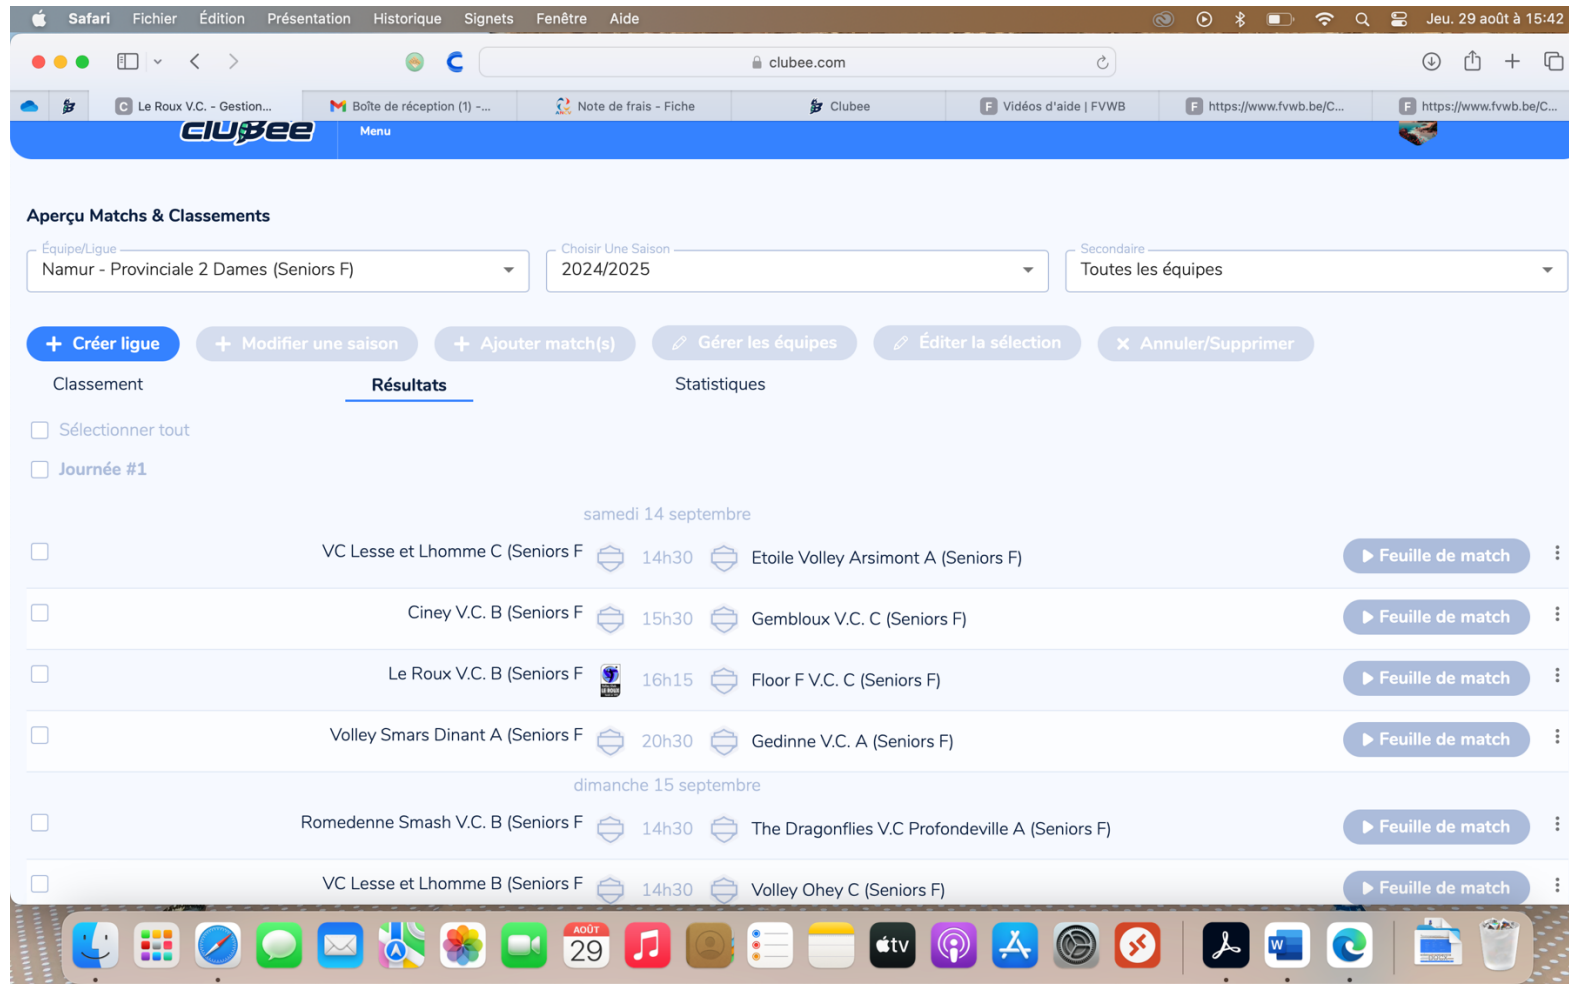 Safari Fichier Édition Présentation Historique Signets Fenêtre Aide Jeu. 29 août à 15:42
clubee.com
Le Roux V.C. - Gestion... Boîte de réception (1) -... Note de frais - Fiche Clubee Vidéos d'aide | FVWB https://www.fvwb.be/C... https://www.fvwb.be/C...
cluBee Menu
Aperçu Matchs & Classements
Équipe/Ligue Choisir Une Saison Secondaire
Namur - Provinciale 2 Dames (Seniors F) 2024/2025 Toutes les équipes
+ Créer ligue + Modifier une saison + Ajouter match(s) Gérer les équipes Éditer la sélection × Annuler/Supprimer
Classement Résultats Statistiques
Sélectionner tout
Journée #1
samedi 14 septembre
VC Lesse et Lhomme C (Seniors F 14h30 Etoile Volley Arsimont A (Seniors F) Feuille de match
Ciney V.C. B (Seniors F 15h30 Gembloux V.C. C (Seniors F) Feuille de match
Le Roux V.C. B (Seniors F 16h15 Floor F V.C. C (Seniors F) Feuille de match
Volley Smars Dinant A (Seniors F 20h30 Gedinne V.C. A (Seniors F) Feuille de match
dimanche 15 septembre
Romedenne Smash V.C. B (Seniors F 14h30 The Dragonflies V.C Profondeville A (Seniors F) Feuille de match
VC Lesse et Lhomme B (Seniors F 14h30 Volley Ohey C (Seniors F) Feuille de match
AOÛT
29 tv W